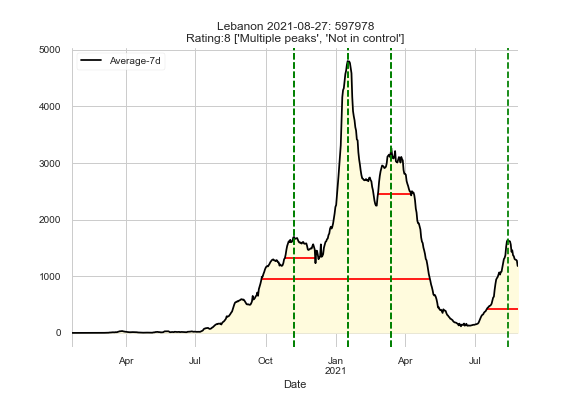 Lebanon 2021-08-27: 597978
Rating:8 ['Multiple peaks', 'Not in control']
Average-7d
5000
4000
3000
2000
1000
0
Apr
Jul
Oct
Jan
2021
Apr
Jul
Date